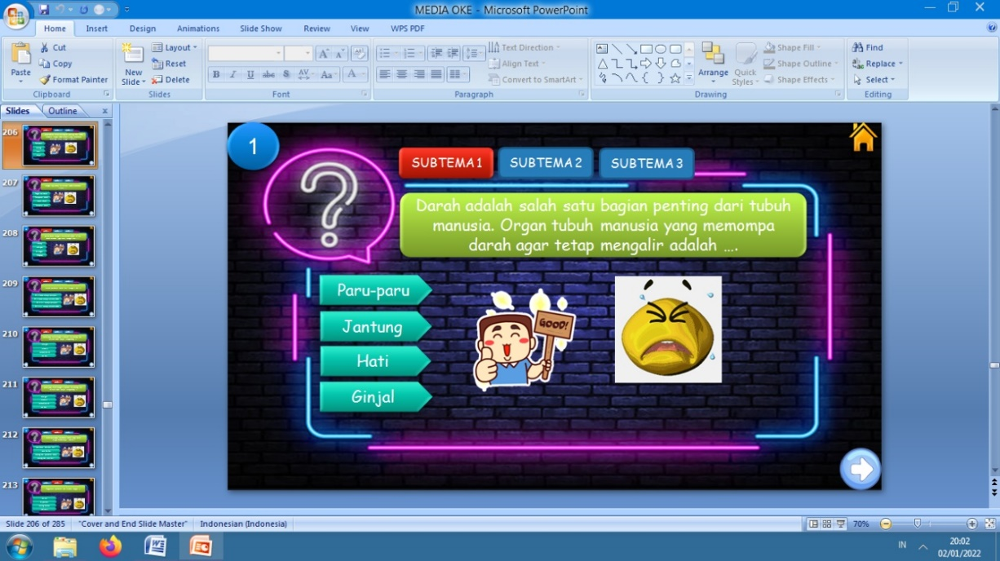 MEDIA OKE - Microsoft PowerPoint
Home Insert Design Animations Slide Show Review View WPS PDF
Paste
Cut
Copy
Format Painter
Clipboard
New
Slide
Layout
Reset
Delete
Slides
B I U abc S AV Aa A
Font
Text Direction
Align Text
Convert to SmartArt
Paragraph
Arrange
Quick
Styles
Shape Fill
Shape Outline
Shape Effects
Drawing
Find
Replace
Select
Editing
Slides Outline x
206
207
208
209
210
211
212
213
1
SUBTEMA 1 SUBTEMA 2 SUBTEMA 3
Darah adalah salah satu bagian penting dari tubuh
manusia. Organ tubuh manusia yang memompa
darah agar tetap mengalir adalah ....
Paru-paru
Jantung
Hati
Ginjal
GOOD!
Slide 206 of 285 "Cover and End Slide Master" Indonesian (Indonesia) 70%
IN
20:02
02/01/2022